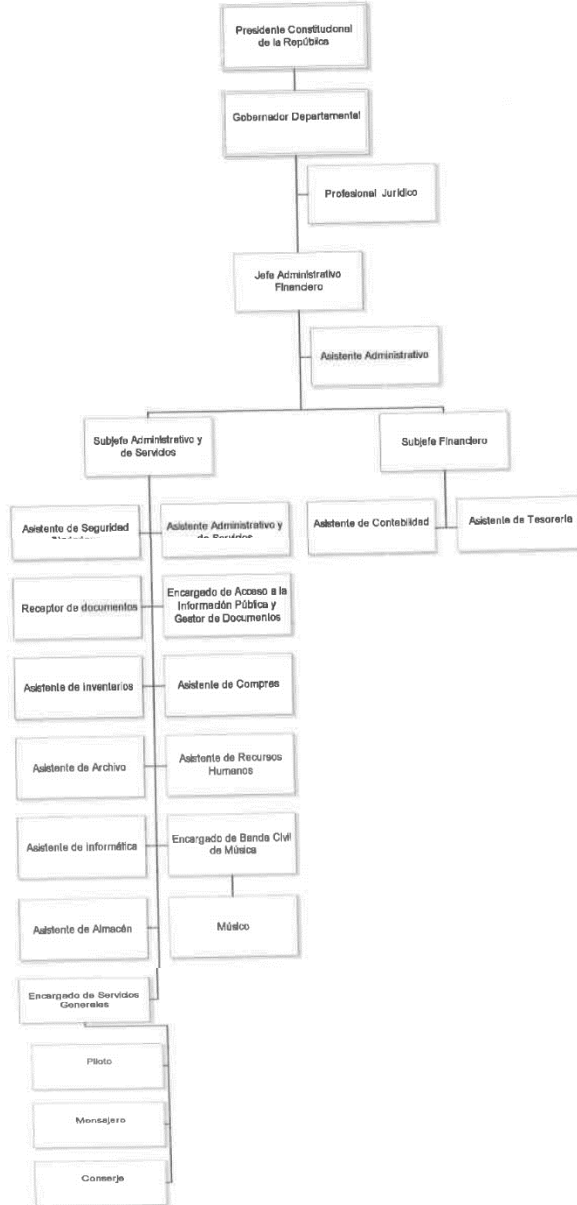 Presidente Constitucional
de la República
Gobernador Departamental
Profesional Jurídico
Jefe Administrativo
Financiero
Asistente Administrativo
Subjefe Administrativo y
de Servicios
Subjefe Financiero
Asistente de Seguridad
Asistente Administrativo y
de Servicios
Asistente de Contabilidad
Asistente de Tesorería
Receptor de documentos
Encargado de Acceso a la
Información Pública y
Gestor de Documentos
Asistente de Inventarios
Asistente de Compras
Asistente de Archivo
Asistente de Recursos
Humanos
Asistente de Informática
Encargado de Banda Civil
de Música
Asistente de Almacén
Músico
Encargado de Servicios
Generales
Piloto
Mensajero
Conserje